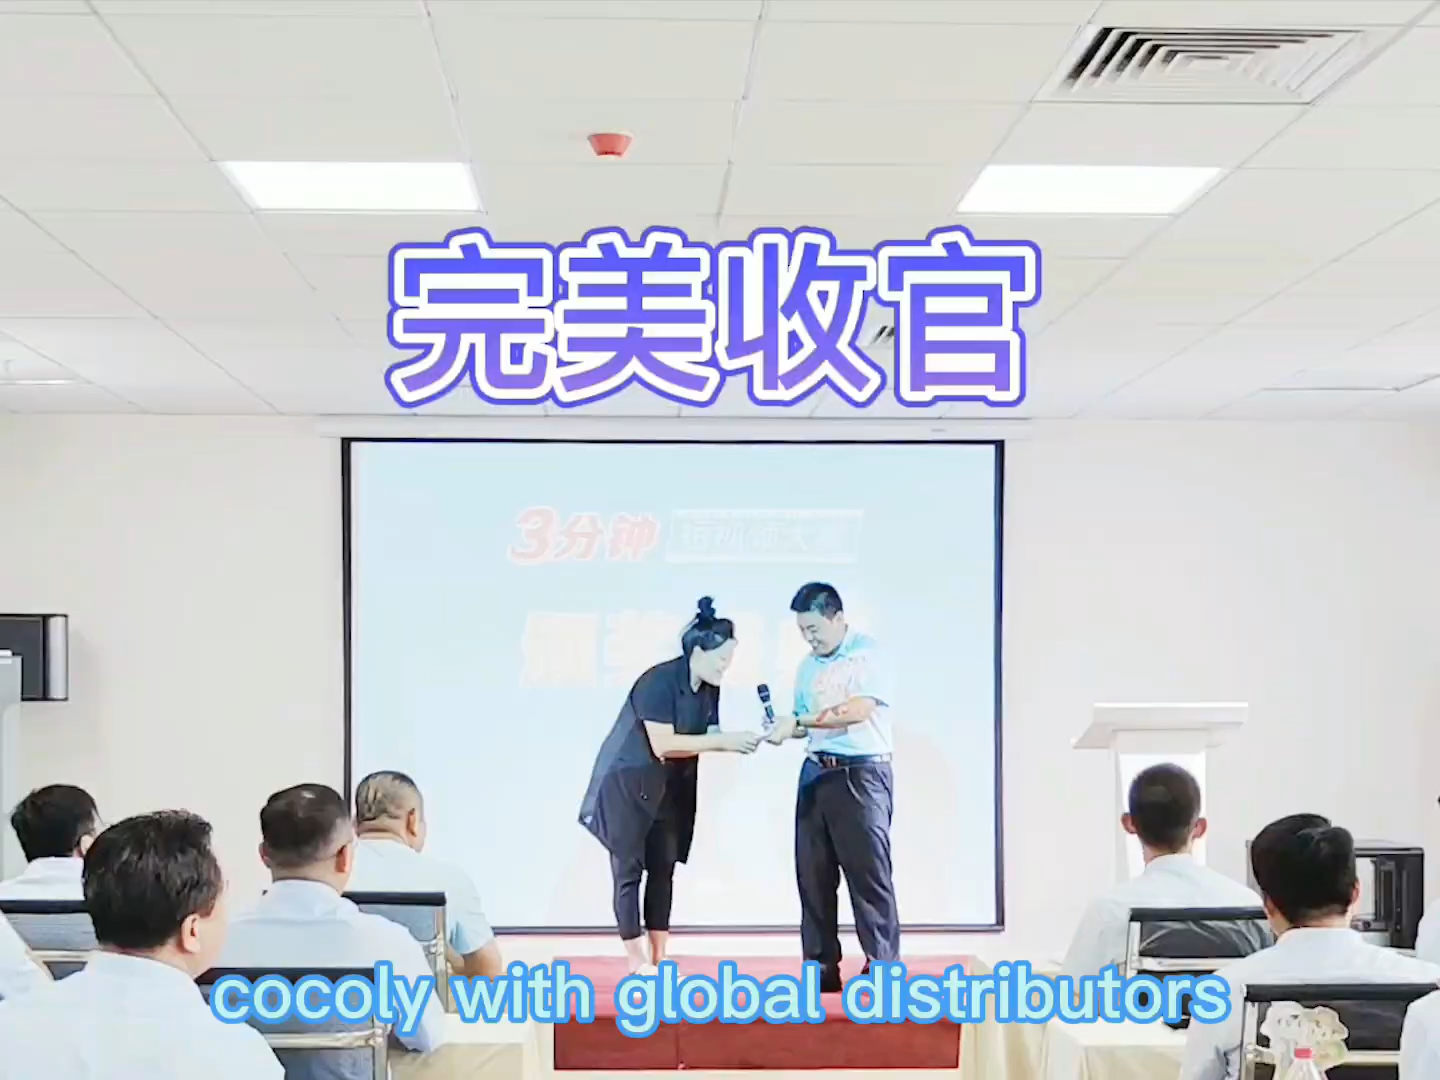 完美收官
3分钟
cocoly with global distributors